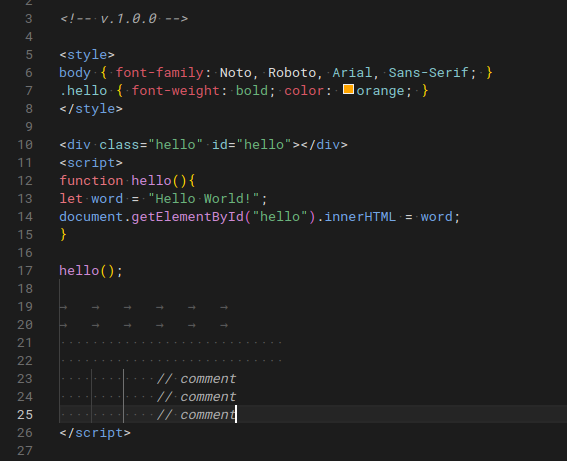 2
3 <!-- v.1.0.0 -->
4
5 <style>
6 body { font-family: Noto, Roboto, Arial, Sans-Serif; }
7 .hello { font-weight: bold; color: orange; }
8 </style>
9
10 <div class="hello" id="hello"></div>
11 <script>
12 function hello(){
13 let word = "Hello World!";
14 document.getElementById("hello").innerHTML = word;
15 }
16
17 hello();
18
19 → → → → → →
20 → → → → → →
21 ····························
22 ····························
23 ············// comment
24 ············// comment
25 ············// comment
26 </script>
27